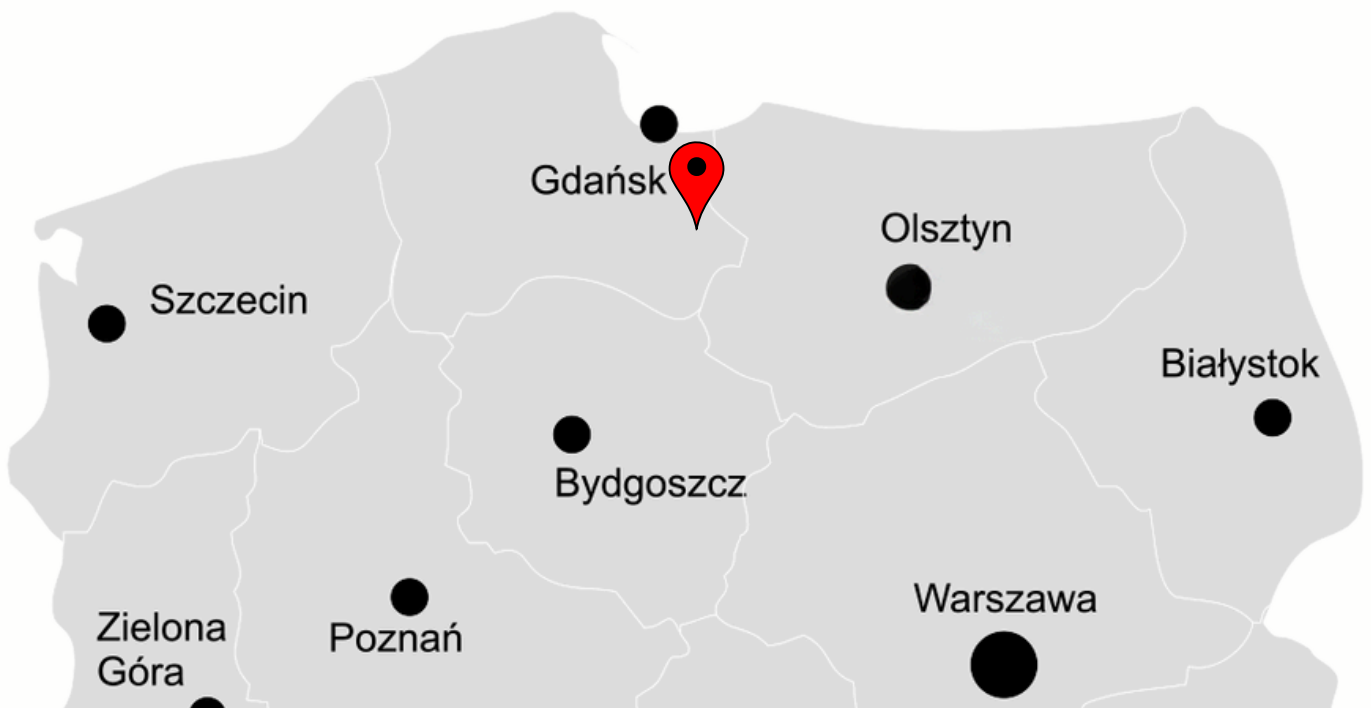 Gdańsk
Olsztyn
Szczecin
Białystok
Bydgoszcz
Warszawa
Zielona
Góra
Poznań